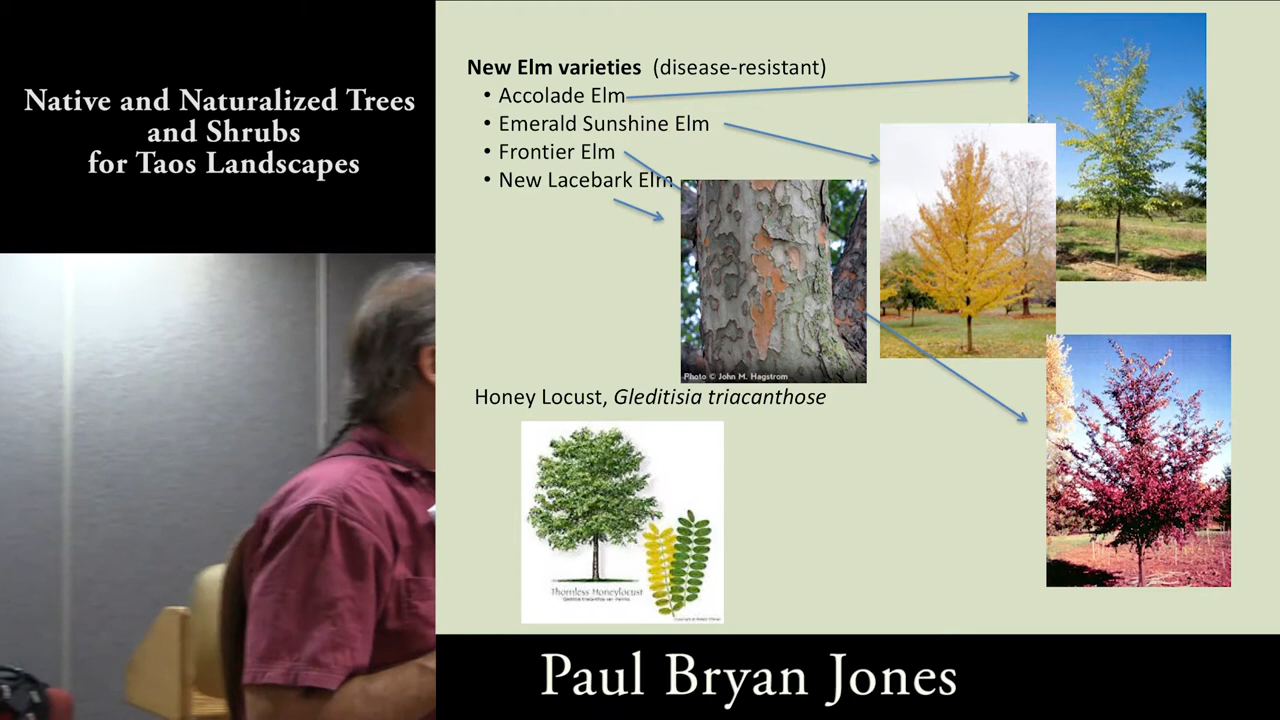 Native and Naturalized Trees
and Shrubs
for Taos Landscapes
New Elm varieties (disease-resistant)
• Accolade Elm
• Emerald Sunshine Elm
• Frontier Elm
• New Lacebark Elm
Photo © John M. Hagstrom
Honey Locust, Gleditisia triacanthose
Thornless Honeylocust
Paul Bryan Jones